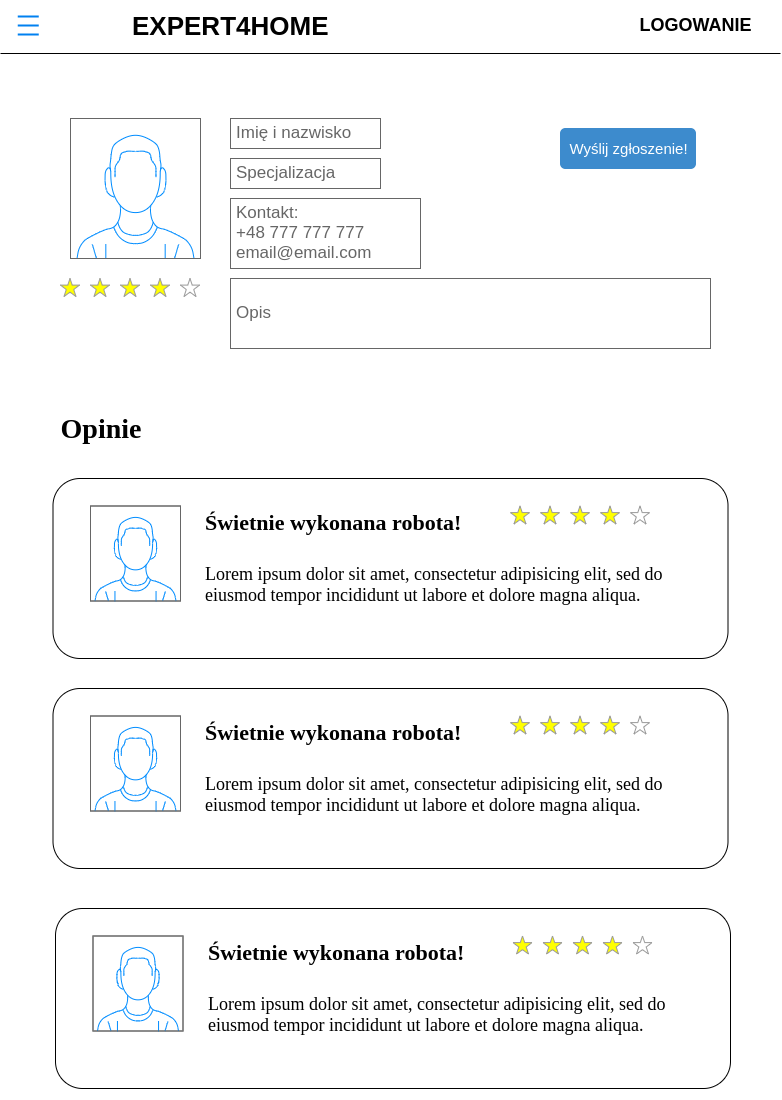 EXPERT4HOME
LOGOWANIE
Imię i nazwisko
Wyślij zgłoszenie!
Specjalizacja
Kontakt:
+48 777 777 777
email@email.com
Opis
Opinie
Świetnie wykonana robota!
Lorem ipsum dolor sit amet, consectetur adipisicing elit, sed do
eiusmod tempor incididunt ut labore et dolore magna aliqua.
Świetnie wykonana robota!
Lorem ipsum dolor sit amet, consectetur adipisicing elit, sed do
eiusmod tempor incididunt ut labore et dolore magna aliqua.
Świetnie wykonana robota!
Lorem ipsum dolor sit amet, consectetur adipisicing elit, sed do
eiusmod tempor incididunt ut labore et dolore magna aliqua.